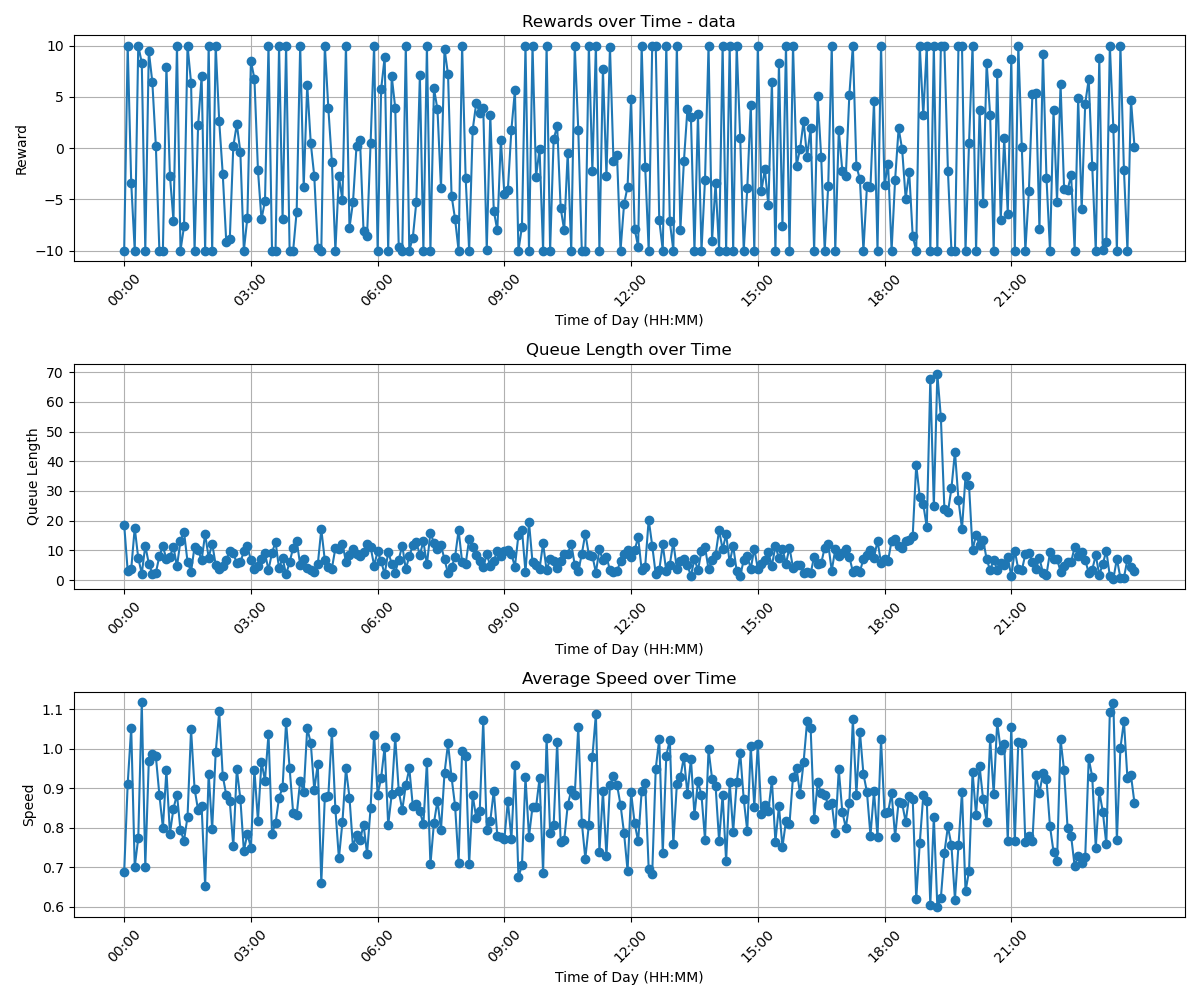 Rewards over Time - data
10
5
0
−5
−10
Reward
00:00 03:00 06:00 09:00 12:00 15:00 18:00 21:00
Time of Day (HH:MM)
Queue Length over Time
70
60
50
40
30
20
10
0
Queue Length
00:00 03:00 06:00 09:00 12:00 15:00 18:00 21:00
Time of Day (HH:MM)
Average Speed over Time
1.1
1.0
0.9
0.8
0.7
0.6
Speed
00:00 03:00 06:00 09:00 12:00 15:00 18:00 21:00
Time of Day (HH:MM)